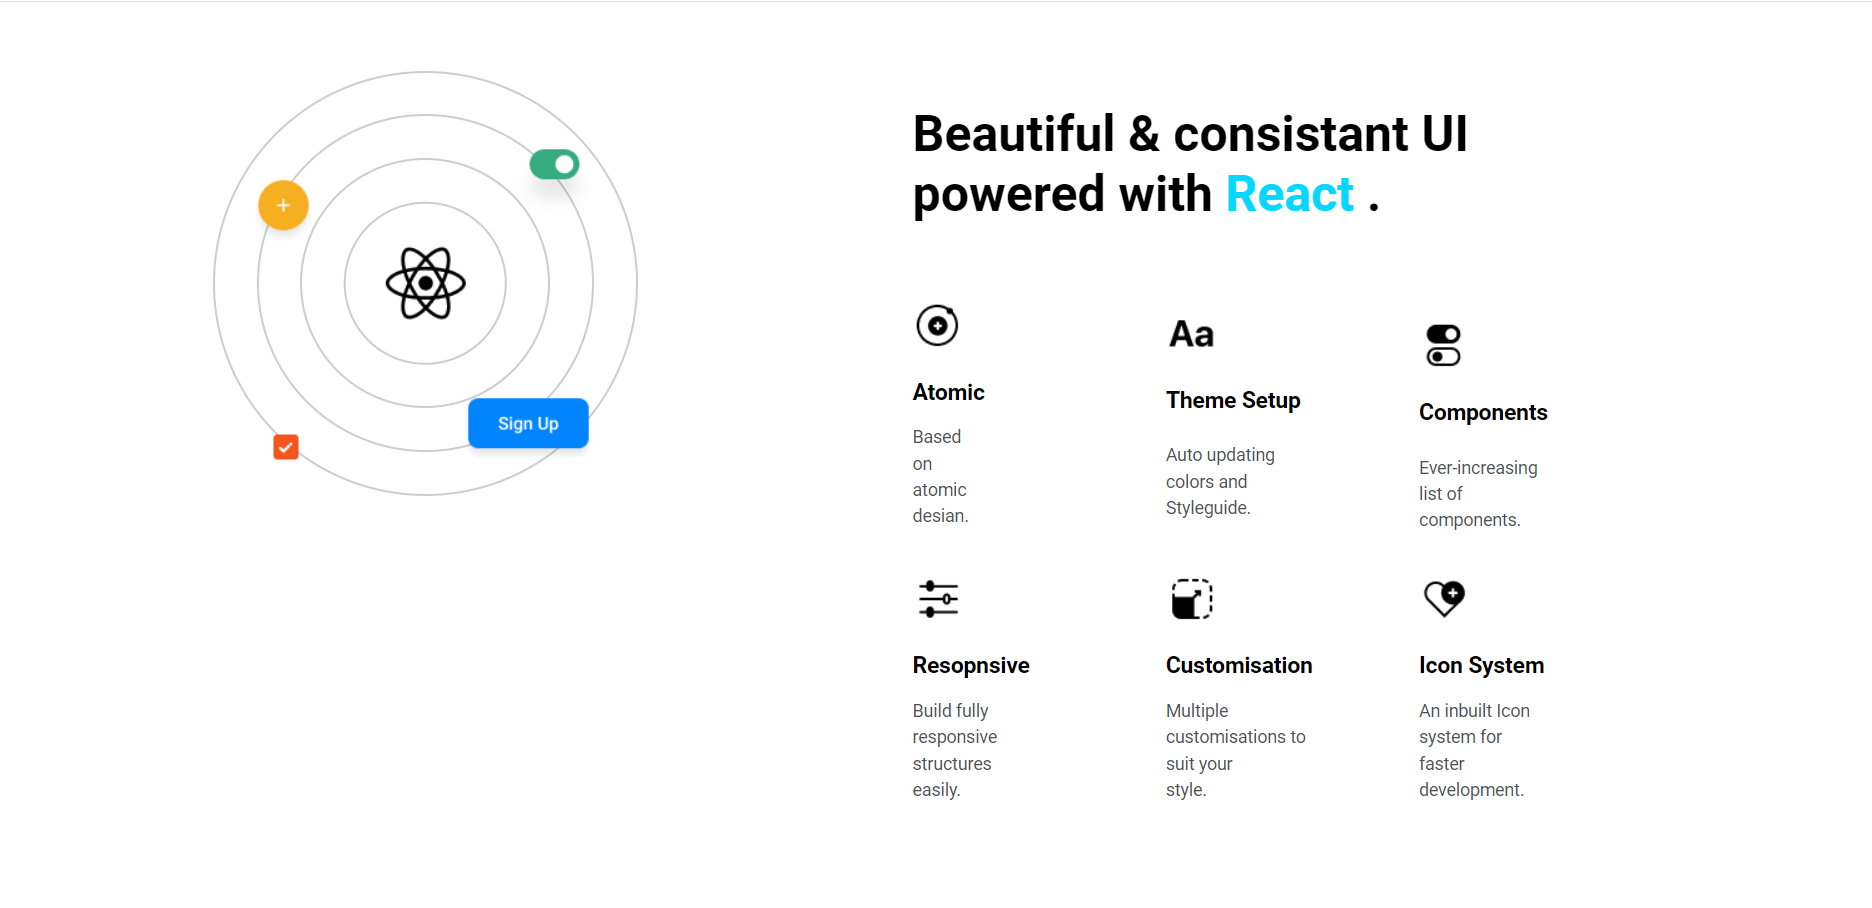 Beautiful & consistant UI
powered with React .
Sign Up
Aa
Atomic
Based
on
atomic
desian.
Theme Setup
Auto updating
colors and
Styleguide.
Components
Ever-increasing
list of
components.
Resopnsive
Build fully
responsive
structures
easily.
Customisation
Multiple
customisations to
suit your
style.
Icon System
An inbuilt Icon
system for
faster
development.